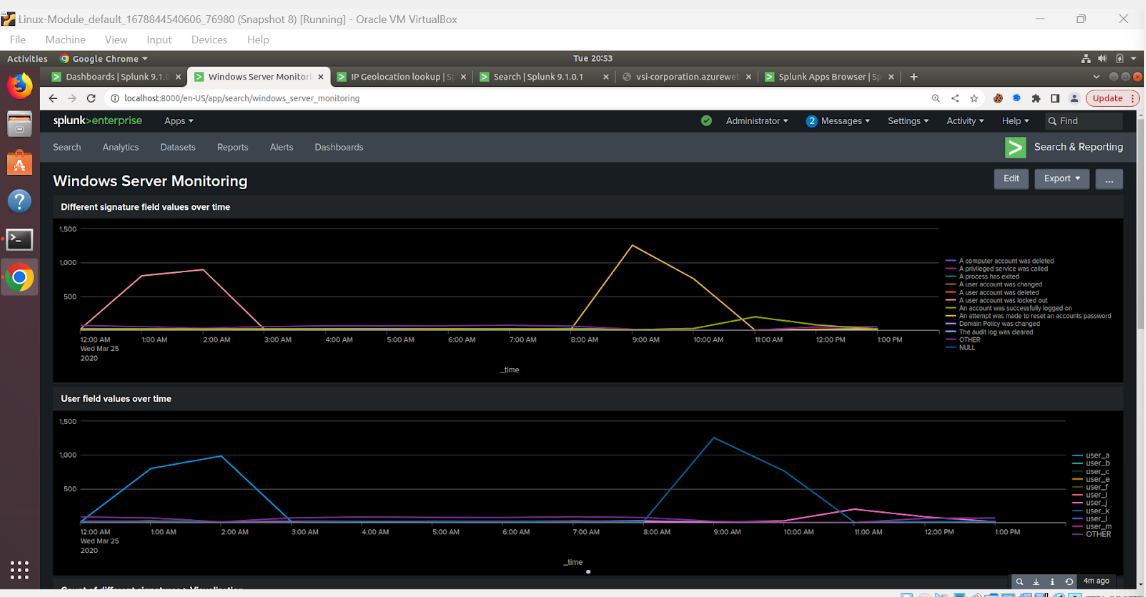 Linux-Module_default_1678844540606_76980 (Snapshot 8) [Running] - Oracle VM VirtualBox
File Machine View Input Devices Help
Activities Google Chrome Tue 20:53
Dashboards | Splunk 9.1.0 Windows Server Monitori IP Geolocation lookup | S Search | Splunk 9.1.0.1 vsi-corporation.azurewe Splunk Apps Browser | Sp
localhost:8000/en-US/app/search/windows_server_monitoring Update
splunk>enterprise Apps Administrator 2 Messages Settings Activity Help Find
Search Analytics Datasets Reports Alerts Dashboards Search & Reporting
Windows Server Monitoring Edit Export ...
Different signature field values over time
1,500
1,000
500
12:00 AM 1:00 AM 2:00 AM 3:00 AM 4:00 AM 5:00 AM 6:00 AM 7:00 AM 8:00 AM 9:00 AM 10:00 AM 11:00 AM 12:00 PM 1:00 PM
Wed Mar 25
2020
_time
A computer account was deleted
A privileged service was called
A process has exited
A user account was changed
A user account was deleted
A user account was locked out
An account was successfully logged on
An attempt was made to reset an accounts password
Domain Policy was changed
The audit log was cleared
OTHER
NULL
User field values over time
1,500
1,000
500
12:00 AM 1:00 AM 2:00 AM 3:00 AM 4:00 AM 5:00 AM 6:00 AM 7:00 AM 8:00 AM 9:00 AM 10:00 AM 11:00 AM 12:00 PM 1:00 PM
Wed Mar 25
2020
_time
user_a
user_b
user_c
user_e
user_f
user_i
user_j
user_k
user_l
user_m
OTHER
4m ago